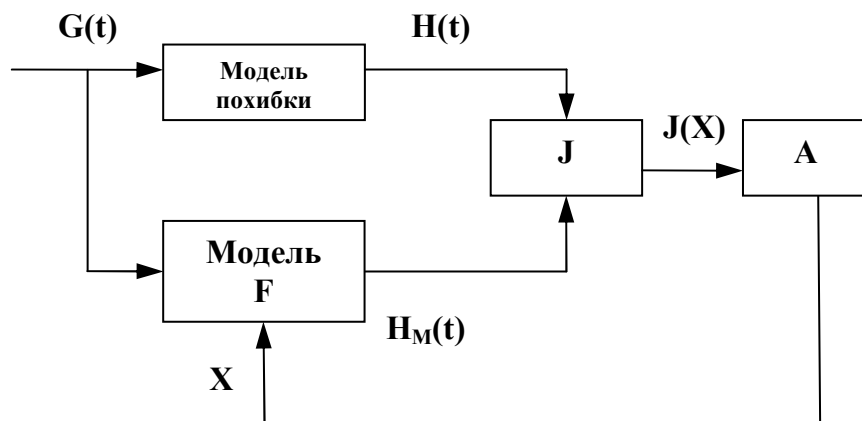 G(t)
H(t)
Модель
похибки
J(X)
J
A
Модель
F
H_M(t)
X